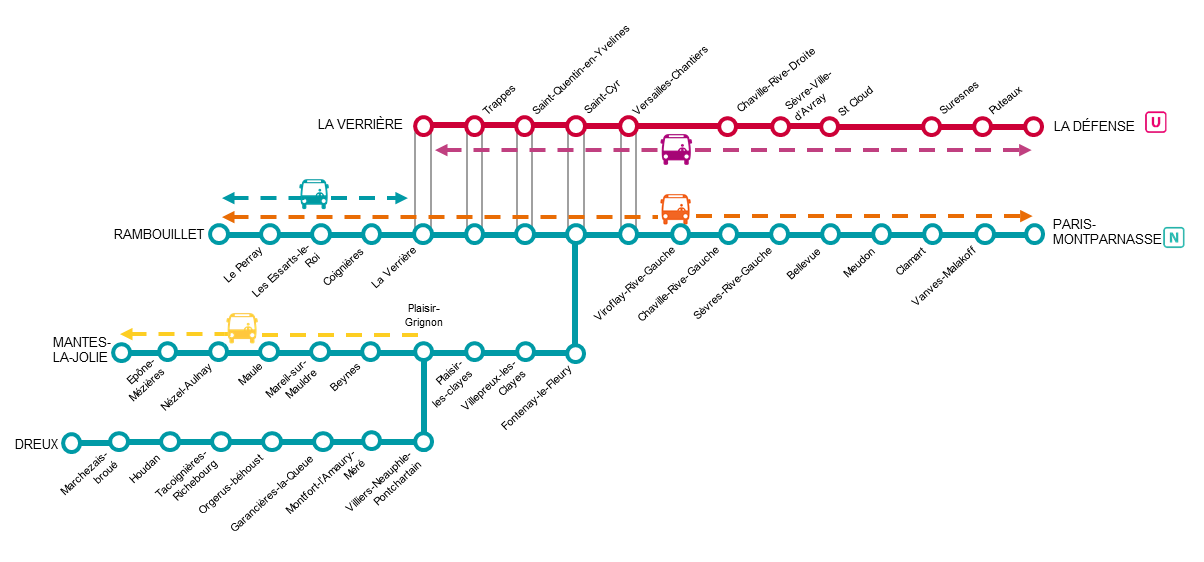 Trappes
Saint-Quentin-en-Yvelines
Saint-Cyr
Versailles-Chantiers
Chaville-Rive-Droite
Sèvre-Ville-
d'Avray
St Cloud
Suresnes
Puteaux
LA VERRIÈRE
LA DÉFENSE
U
RAMBOUILLET
PARIS-
MONTPARNASSE
N
Le Perray
Les Essarts-le-
Roi
Coignières
La Verrière
Viroflay-Rive-Gauche
Chaville-Rive-Gauche
Sèvres-Rive-Gauche
Bellevue
Meudon
Clamart
Vanves-Malakoff
Plaisir-
Grignon
MANTES-
LA-JOLIE
Epône-
Mézières
Nézel-Aulnay
Maule
Mareil-sur-
Mauldre
Beynes
Plaisir-
les-clayes
Villepreux-les-
Clayes
Fontenay-le-Fleury
DREUX
Marchezais-
broué
Houdan
Tacoignières-
Richebourg
Orgerus-béhoust
Garancières-la-Queue
Montfort-l'Amaury-
Méré
Villiers-Neauphle-
Pontchartain